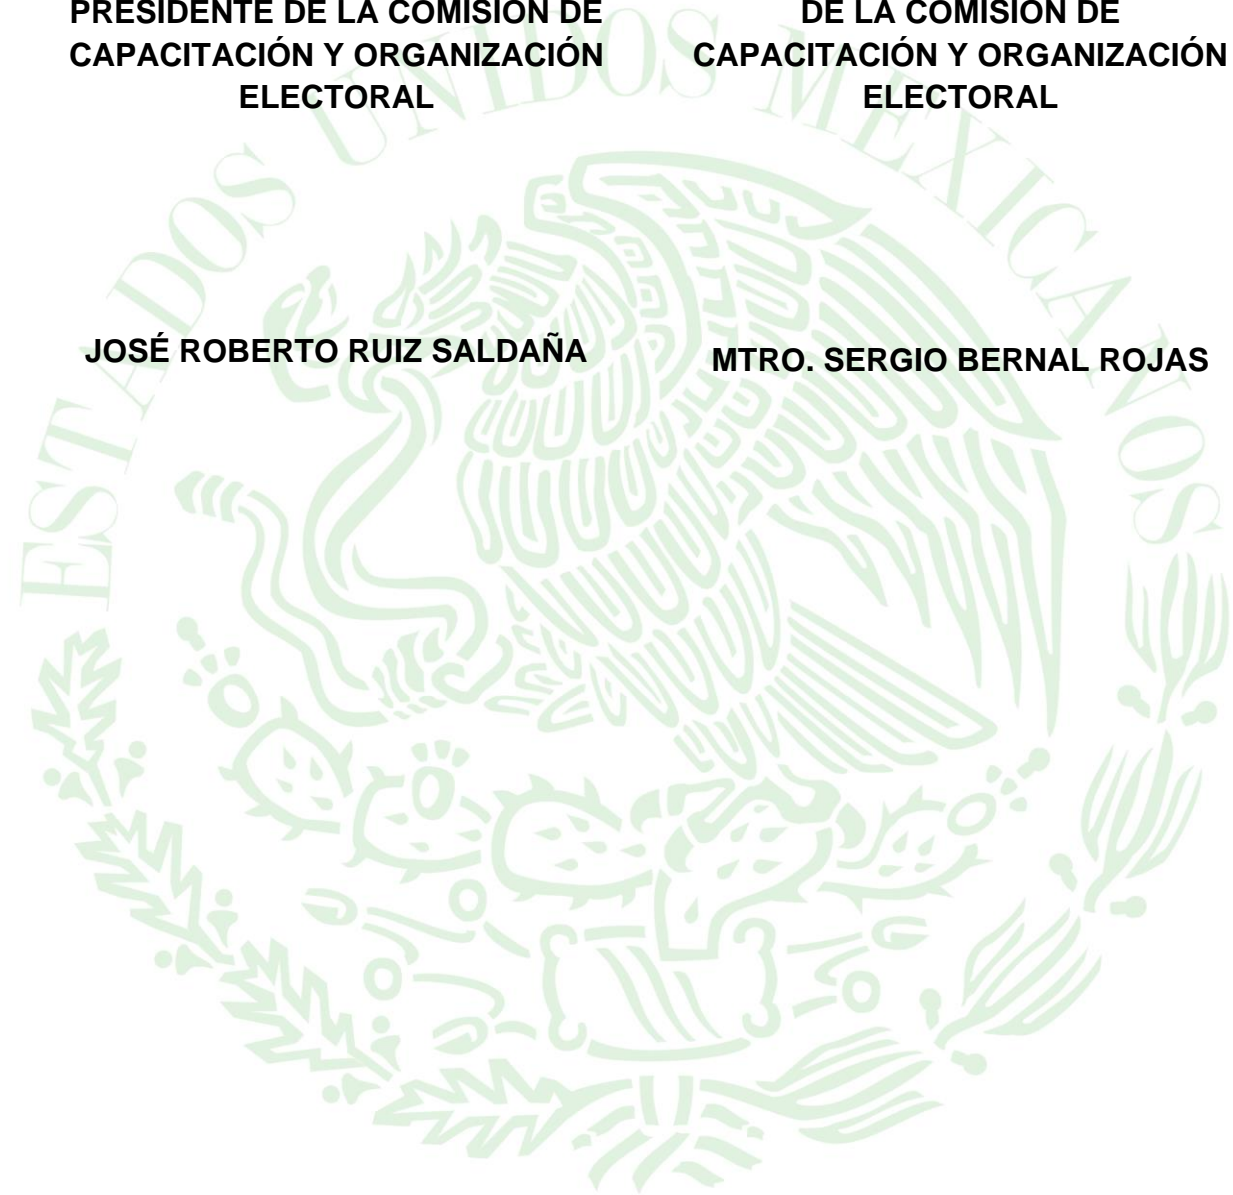 PRESIDENTE DE LA COMISIÓN DE
CAPACITACIÓN Y ORGANIZACIÓN
ELECTORAL
JOSÉ ROBERTO RUIZ SALDAÑA
DE LA COMISIÓN DE
CAPACITACIÓN Y ORGANIZACIÓN
ELECTORAL
MTRO. SERGIO BERNAL ROJAS
ESTADOS UNIDOS MEXICANOS